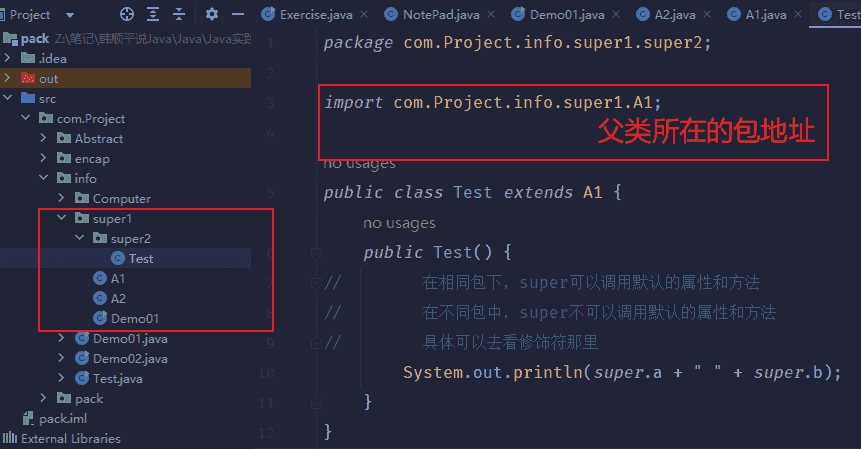 Project
Exercise.java
NotePad.java
Demo01.java
A2.java
A1.java
Test
pack Z:\笔记\韩顺平说Java\Java\Java实践
.idea
out
src
com.Project
Abstract
encap
info
Computer
super1
super2
Test
A1
A2
Demo01
Demo01.java
Demo02.java
Test.java
pack
pack.iml
External Libraries
1 package com.Project.info.super1.super2;
2
3 import com.Project.info.super1.A1;
4
父类所在的包地址
no usages
5 public class Test extends A1 {
no usages
6 public Test() {
7 // 在相同包下，super可以调用默认的属性和方法
8 // 在不同包中，super不可以调用默认的属性和方法
9 // 具体可以去看修饰符那里
10 System.out.println(super.a + " " + super.b);
11 }
12 }